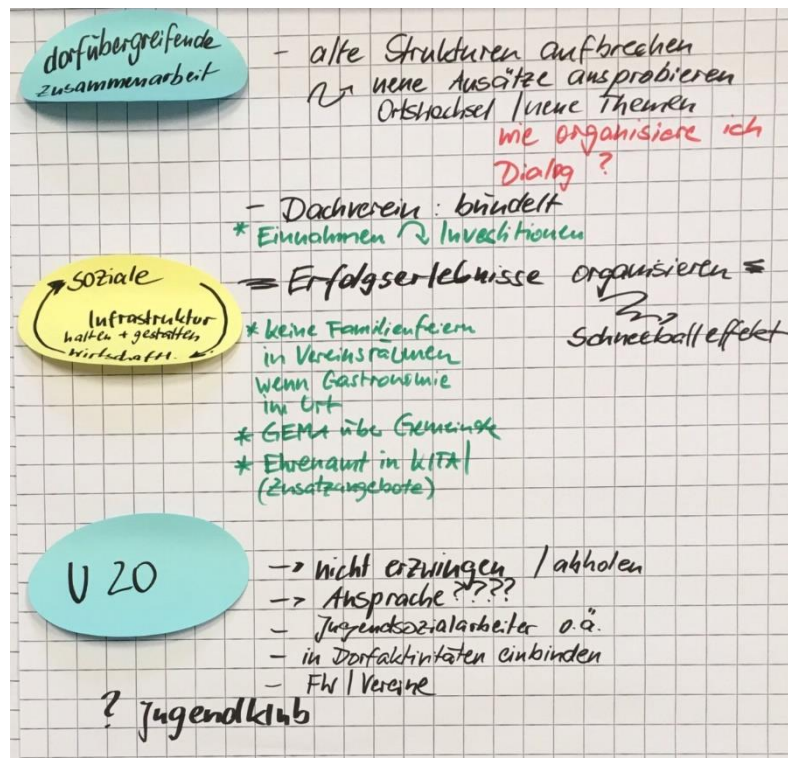 dorfübergreifende
zusammenarbeit
- alte Strukturen aufbrechen
neue Ansätze ausprobieren
Ortswechsel / neue Themen
wie organisiere ich
Dialog ?
- Dachverein : bündelt
* Einnahmen Investitionen
soziale
Infrastruktur
halten + gestalten
wirtschaftl.
= Erfolgserlebnisse organisieren =
Schneeballeffekt
* keine Familienfeiern
in Vereinsräumen
wenn Gastronomie
im Ort
* GEMA über Gemeinde
* Ehrenamt in KITA /
(Zusatzangebote)
U 20
→ nicht erzwingen / abholen
→ Ansprache ????
- Jugendsozialarbeiter o.ä.
- in Dorfaktivitäten einbinden
- FW / Vereine
? Jugendklub